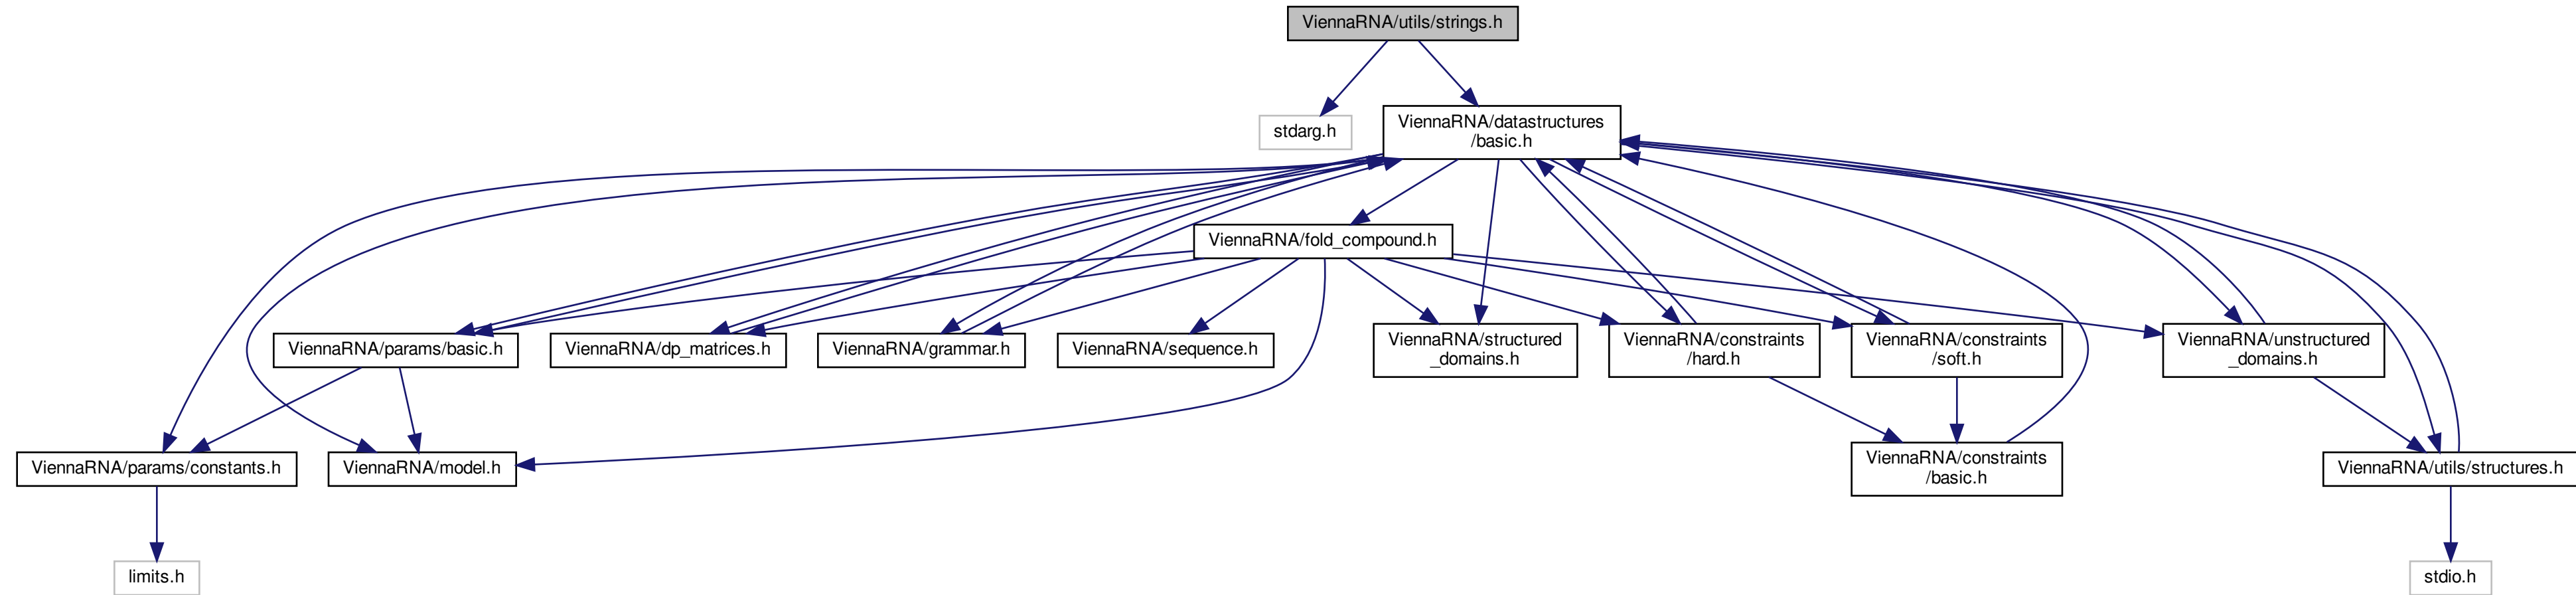 ViennaRNA/utils/strings.h
stdarg.h
ViennaRNA/datastructures
/basic.h
ViennaRNA/fold_compound.h
ViennaRNA/params/basic.h
ViennaRNA/dp_matrices.h
ViennaRNA/grammar.h
ViennaRNA/sequence.h
ViennaRNA/structured
_domains.h
ViennaRNA/constraints
/hard.h
ViennaRNA/constraints
/soft.h
ViennaRNA/unstructured
_domains.h
ViennaRNA/params/constants.h
ViennaRNA/model.h
ViennaRNA/constraints
/basic.h
ViennaRNA/utils/structures.h
limits.h
stdio.h